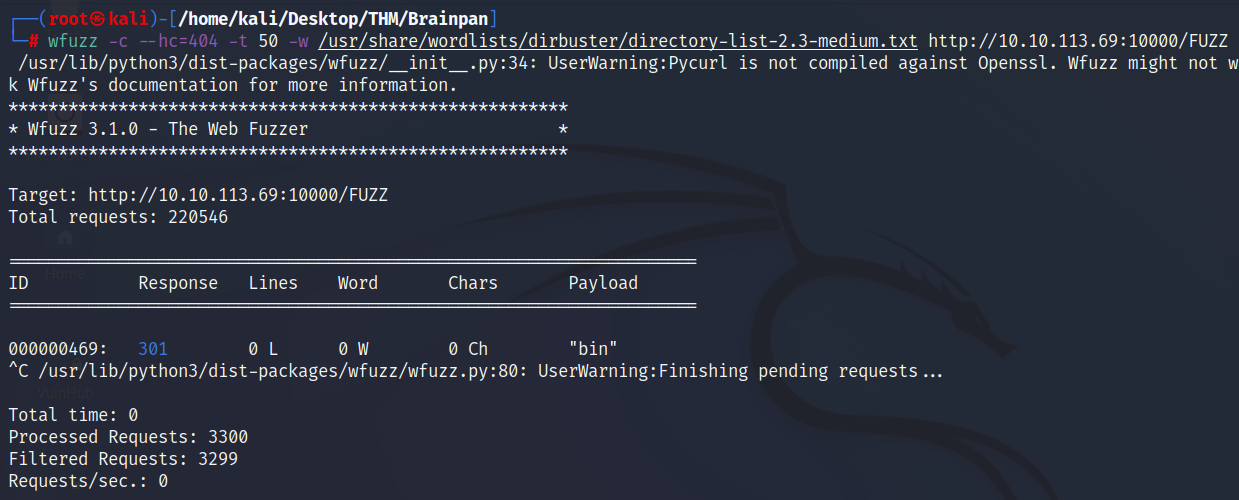 ┌──(root㉿kali)-[/home/kali/Desktop/THM/Brainpan]
└─# wfuzz -c --hc=404 -t 50 -w /usr/share/wordlists/dirbuster/directory-list-2.3-medium.txt http://10.10.113.69:10000/FUZZ
/usr/lib/python3/dist-packages/wfuzz/__init__.py:34: UserWarning:Pycurl is not compiled against Openssl. Wfuzz might not w
k Wfuzz's documentation for more information.
********************************************************
* Wfuzz 3.1.0 - The Web Fuzzer                         *
********************************************************
Target: http://10.10.113.69:10000/FUZZ
Total requests: 220546
Home
=====================================================================
ID           Response   Lines    Word       Chars       Payload
=====================================================================
000000469:   301        0 L      0 W        0 Ch        "bin"
^C /usr/lib/python3/dist-packages/wfuzz/wfuzz.py:80: UserWarning:Finishing pending requests...
VulnHub
Total time: 0
Processed Requests: 3300
Filtered Requests: 3299
Requests/sec.: 0